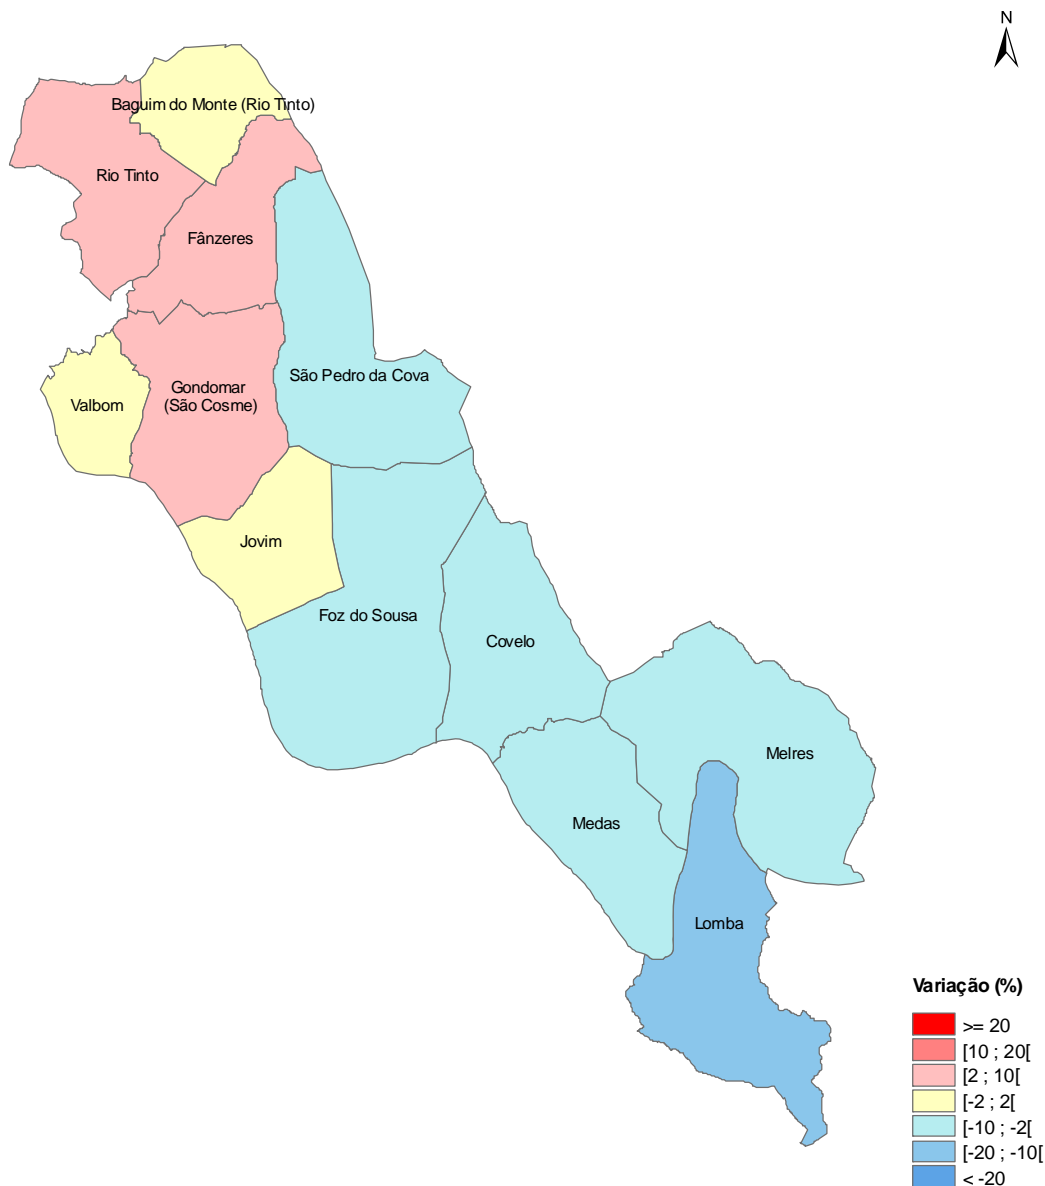 N
Baguim do Monte (Rio Tinto)
Rio Tinto
Fânzeres
São Pedro da Cova
Gondomar
(São Cosme)
Valbom
Jovim
Foz do Sousa
Covelo
Melres
Medas
Lomba
Variação (%)
>= 20
[10 ; 20[
[2 ; 10[
[-2 ; 2[
[-10 ; -2[
[-20 ; -10[
< -20